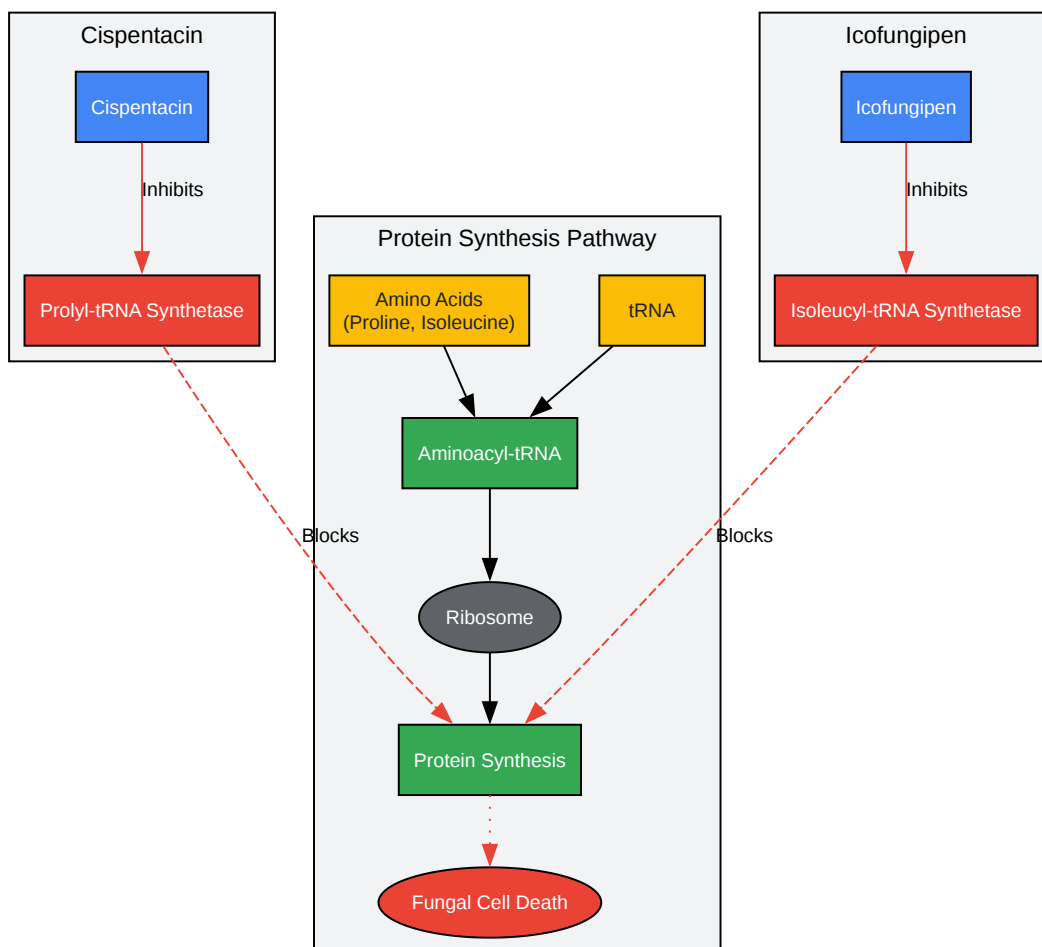 Cispentacin
Cispentacin
Inhibits
Prolyl-tRNA Synthetase
Icofungipen
Icofungipen
Inhibits
Isoleucyl-tRNA Synthetase
Protein Synthesis Pathway
Amino Acids
(Proline, Isoleucine)
tRNA
Aminoacyl-tRNA
Blocks
Blocks
Ribosome
Protein Synthesis
Fungal Cell Death